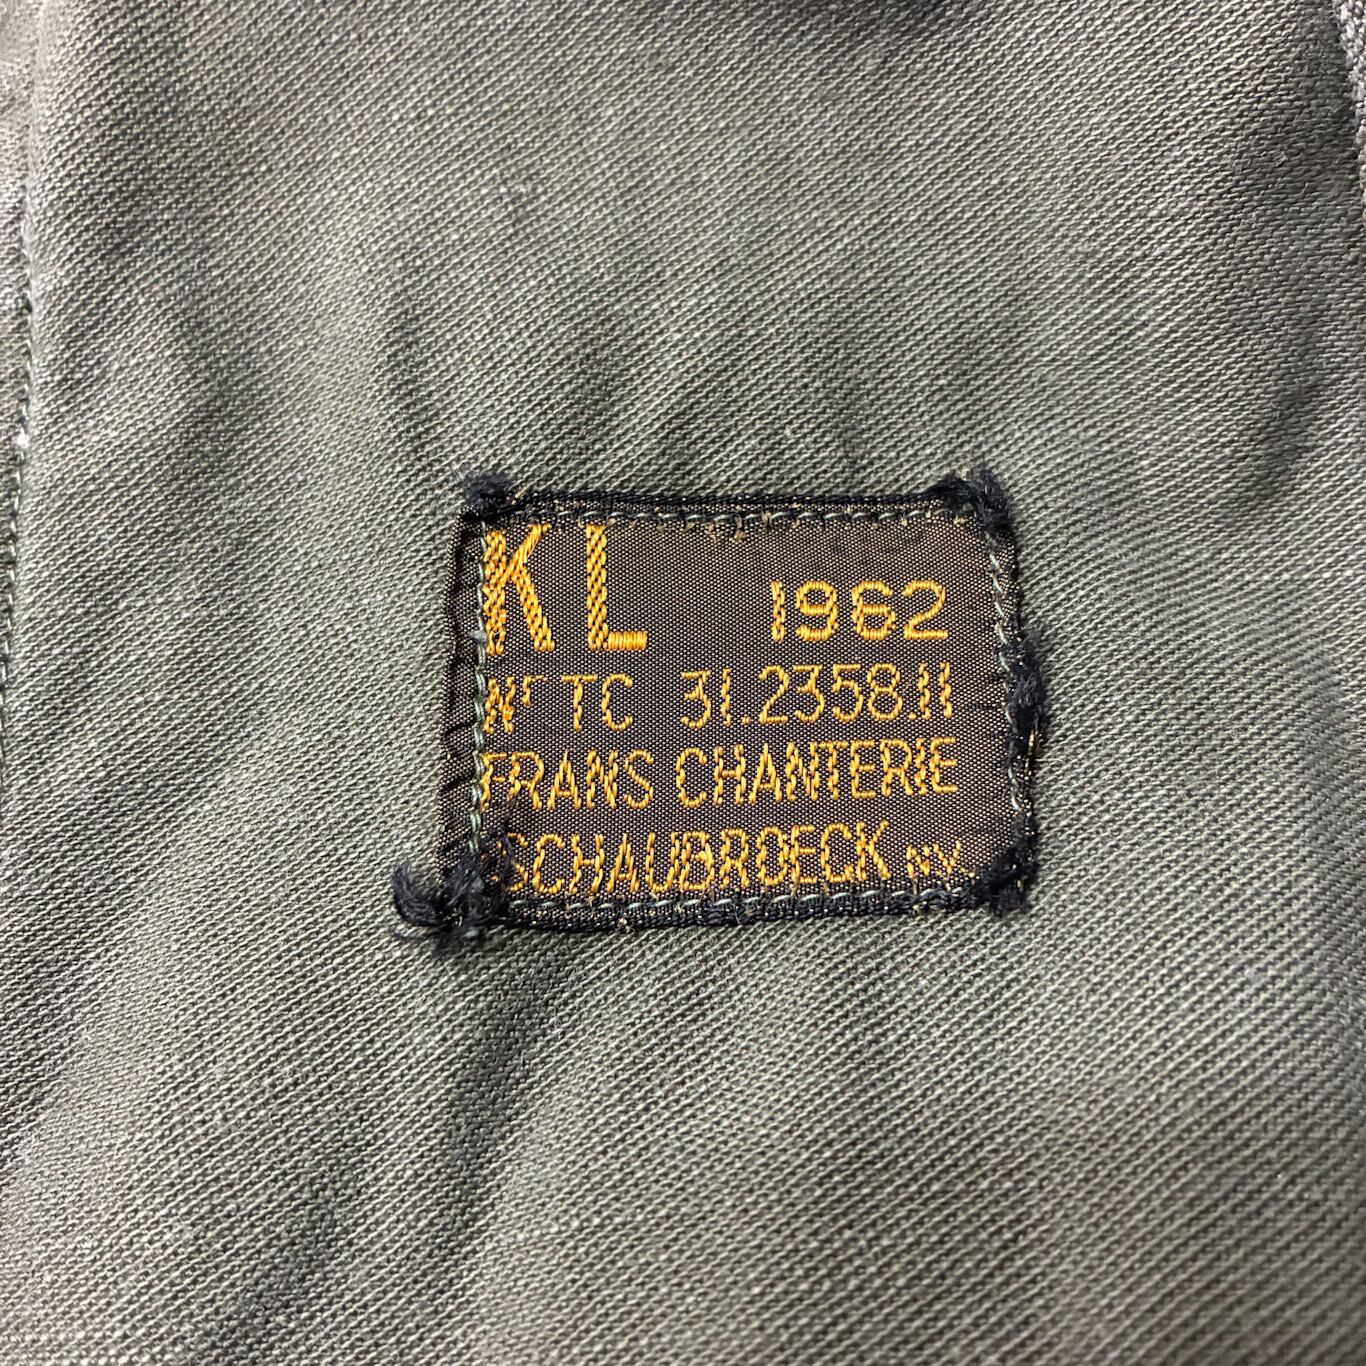 KL 1962
Nr TC 31.2358.11
FRANS CHANTERIE
SCHAUBROECK NV